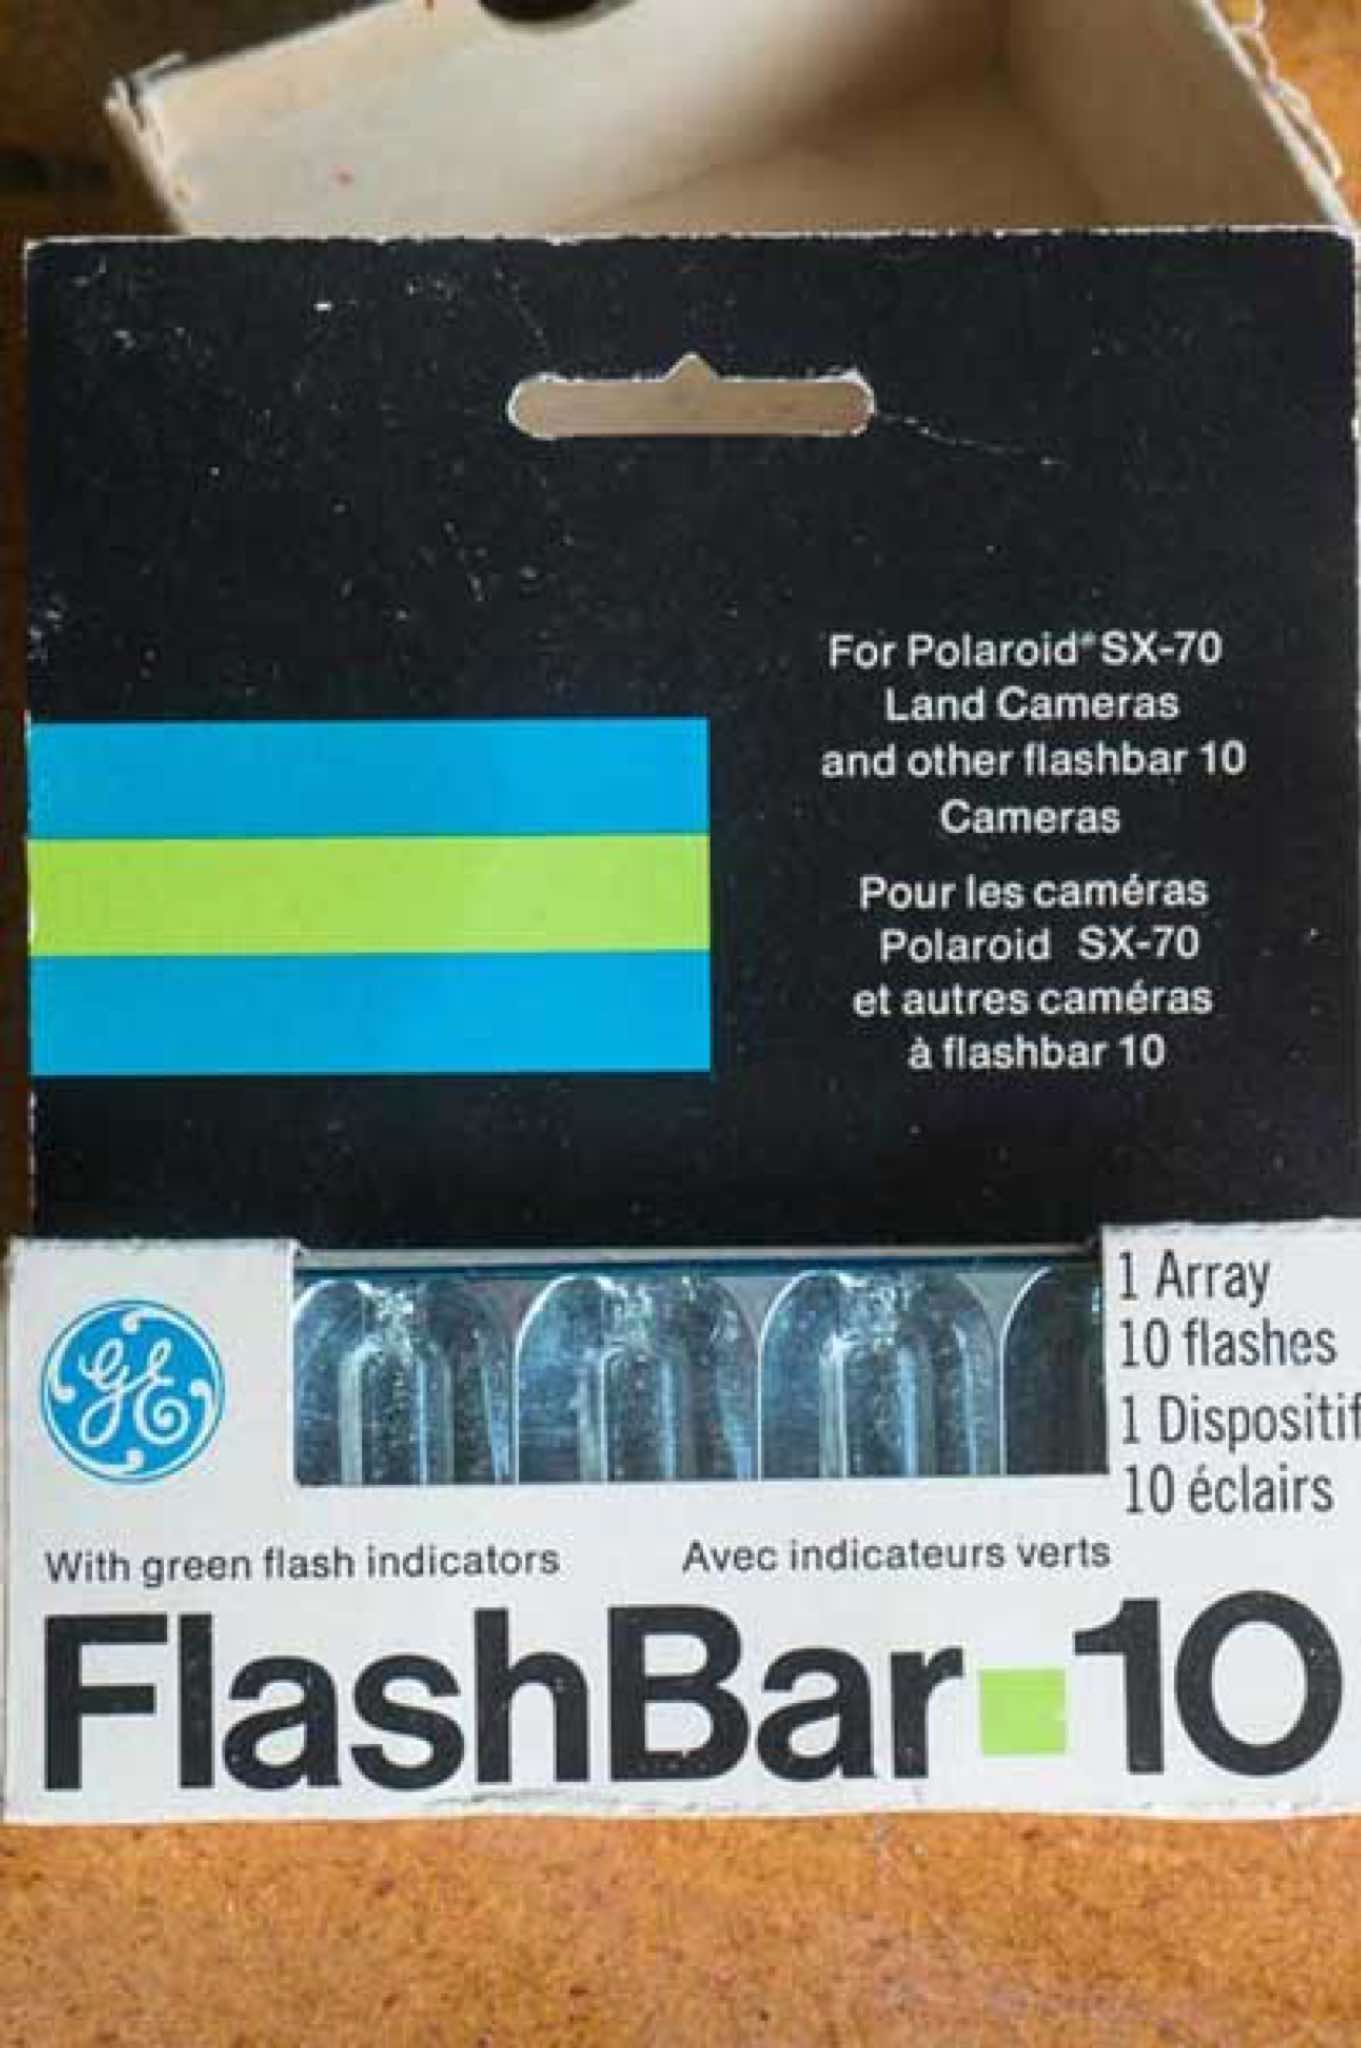 For Polaroid® SX-70
Land Cameras
and other flashbar 10
Cameras
Pour les caméras
Polaroid SX-70
et autres caméras
à flashbar 10
1 Array
10 flashes
1 Dispositif
10 éclairs
GE
With green flash indicators
Avec indicateurs verts
FlashBar 10